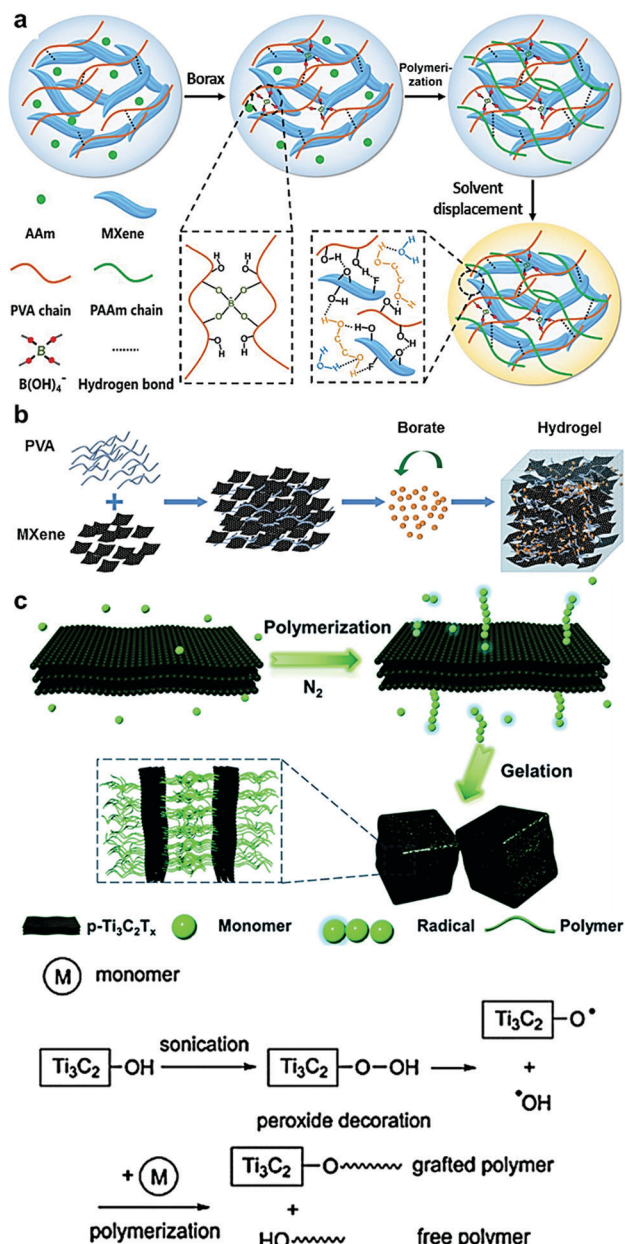 a
Borax
Polymeri-
zation
Solvent
displacement
AAm
MXene
PVA chain
PAAm chain
B(OH)₄⁻
Hydrogen bond
b
PVA
+
MXene
Borate
Hydrogel
c
Polymerization
N₂
Gelation
p-Ti₃C₂Tₓ
Monomer
Radical
Polymer
M monomer
Ti₃C₂-OH
sonication
Ti₃C₂-O-OH
peroxide decoration
Ti₃C₂-O•
+
•OH
+ M
polymerization
Ti₃C₂-O
grafted polymer
+
HO
free polymer